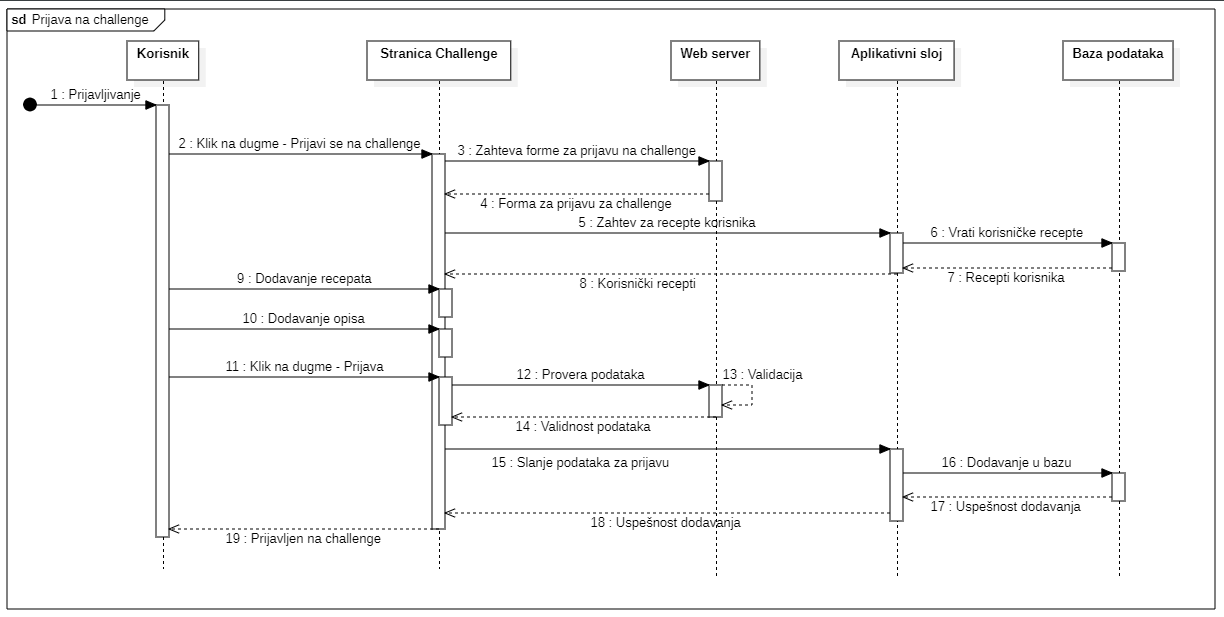 sd Prijava na challenge
Korisnik
Stranica Challenge
Web server
Aplikativni sloj
Baza podataka
1 : Prijavljivanje
2 : Klik na dugme - Prijavi se na challenge
3 : Zahteva forme za prijavu na challenge
4 : Forma za prijavu za challenge
5 : Zahtev za recepte korisnika
6 : Vrati korisničke recepte
7 : Recepti korisnika
8 : Korisnički recepti
9 : Dodavanje recepata
10 : Dodavanje opisa
11 : Klik na dugme - Prijava
12 : Provera podataka
13 : Validacija
14 : Validnost podataka
15 : Slanje podataka za prijavu
16 : Dodavanje u bazu
17 : Uspešnost dodavanja
18 : Uspešnost dodavanja
19 : Prijavljen na challenge